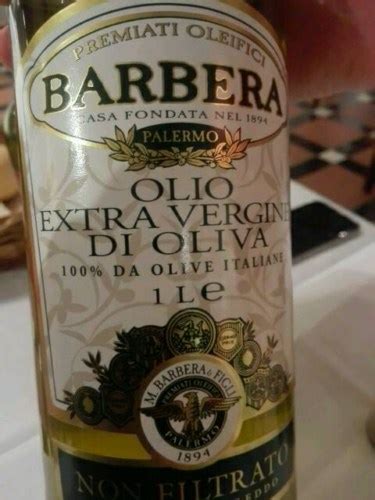 PREMIATI OLEIFICI
BARBERA
CASA FONDATA NEL 1894
PALERMO
OLIO
EXTRA VERGINE
DI OLIVA
100% DA OLIVE ITALIANE
1 L e
M. BARBERA & FIGLI
PREMIATI OLEIFICI
PALERMO
1894
NON FILTRATO